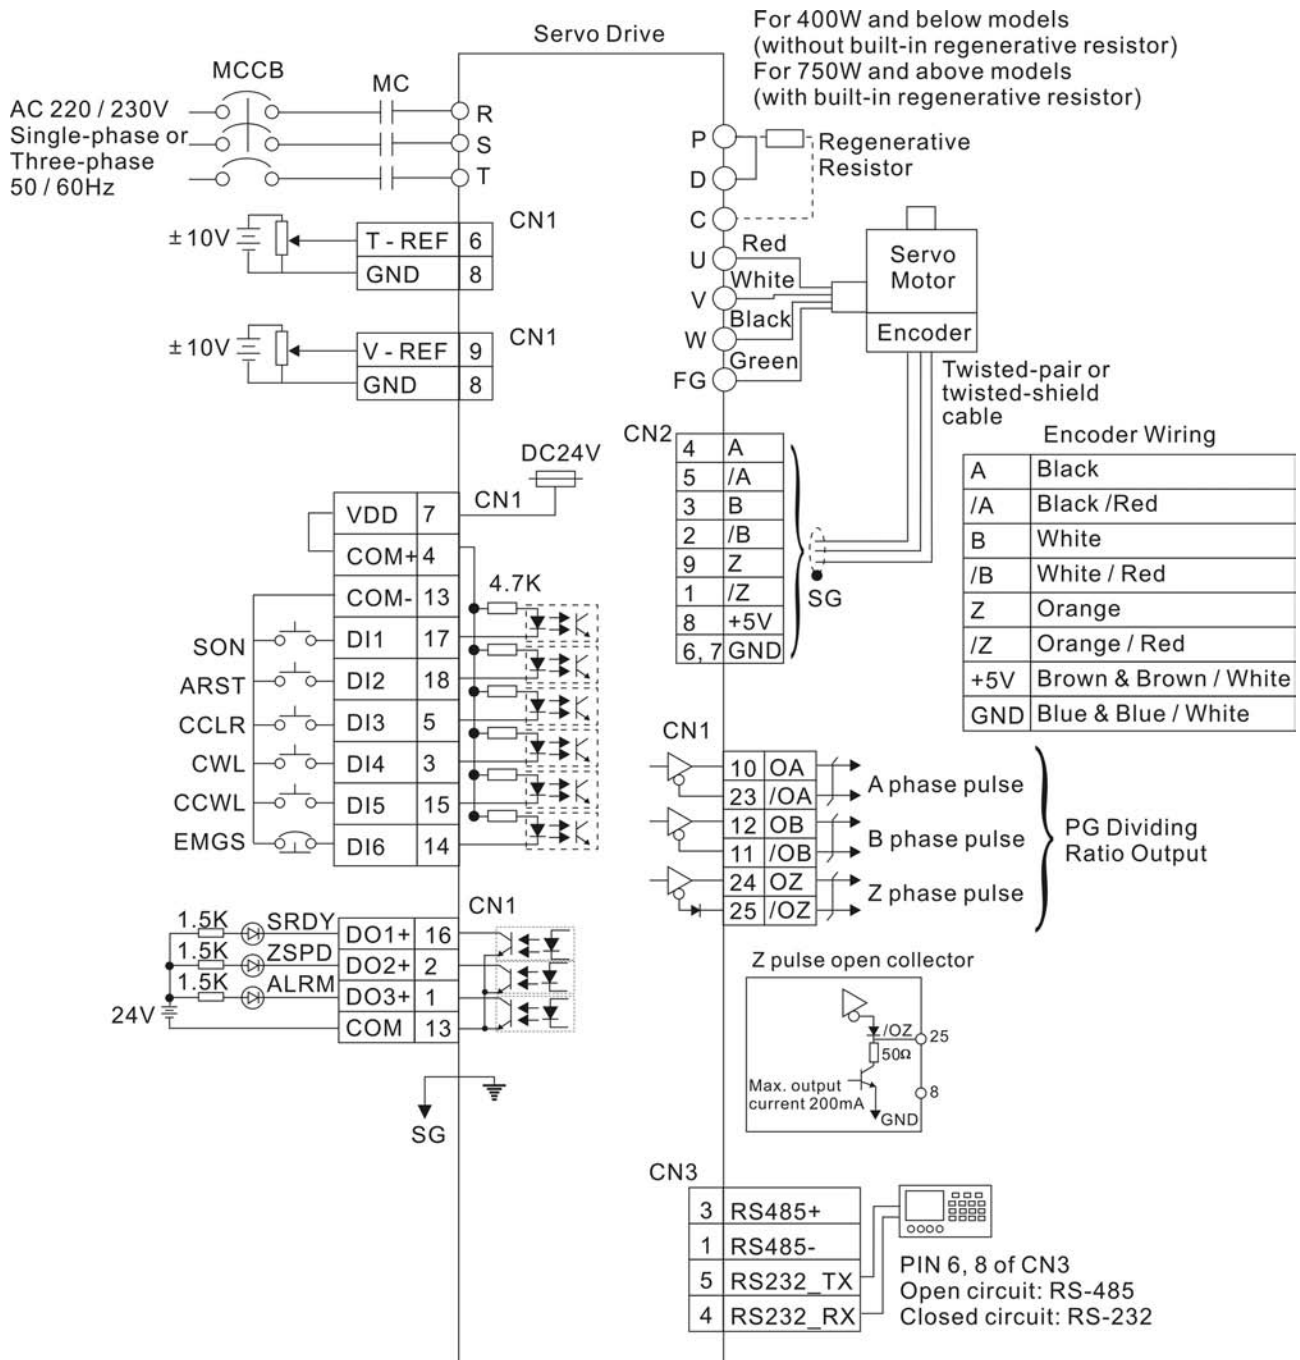 Servo Drive
For 400W and below models
(without built-in regenerative resistor)
For 750W and above models
(with built-in regenerative resistor)
MCCB
MC
AC 220 / 230V
Single-phase or
Three-phase
50 / 60Hz
R
S
T
P
D
C
Regenerative
Resistor
±10V
T - REF 6
GND 8
CN1
±10V
V - REF 9
GND 8
CN1
U
V
W
FG
Red
White
Black
Green
Servo
Motor
Encoder
Twisted-pair or
twisted-shield
cable
DC24V
CN1
VDD 7
COM+ 4
COM- 13
SON DI1 17
ARST DI2 18
CCLR DI3 5
CWL DI4 3
CCWL DI5 15
EMGS DI6 14
4.7K
CN2
4 A
5 /A
3 B
2 /B
9 Z
1 /Z
8 +5V
6, 7 GND
SG
Encoder Wiring
A Black
/A Black /Red
B White
/B White / Red
Z Orange
/Z Orange / Red
+5V Brown & Brown / White
GND Blue & Blue / White
CN1
10 OA
23 /OA
12 OB
11 /OB
24 OZ
25 /OZ
A phase pulse
B phase pulse
Z phase pulse
PG Dividing
Ratio Output
CN1
1.5K SRDY DO1+ 16
1.5K ZSPD DO2+ 2
1.5K ALRM DO3+ 1
24V COM 13
SG
Z pulse open collector
/OZ 25
50Ω
Max. output
current 200mA
8
GND
CN3
3 RS485+
1 RS485-
5 RS232_TX
4 RS232_RX
PIN 6, 8 of CN3
Open circuit: RS-485
Closed circuit: RS-232